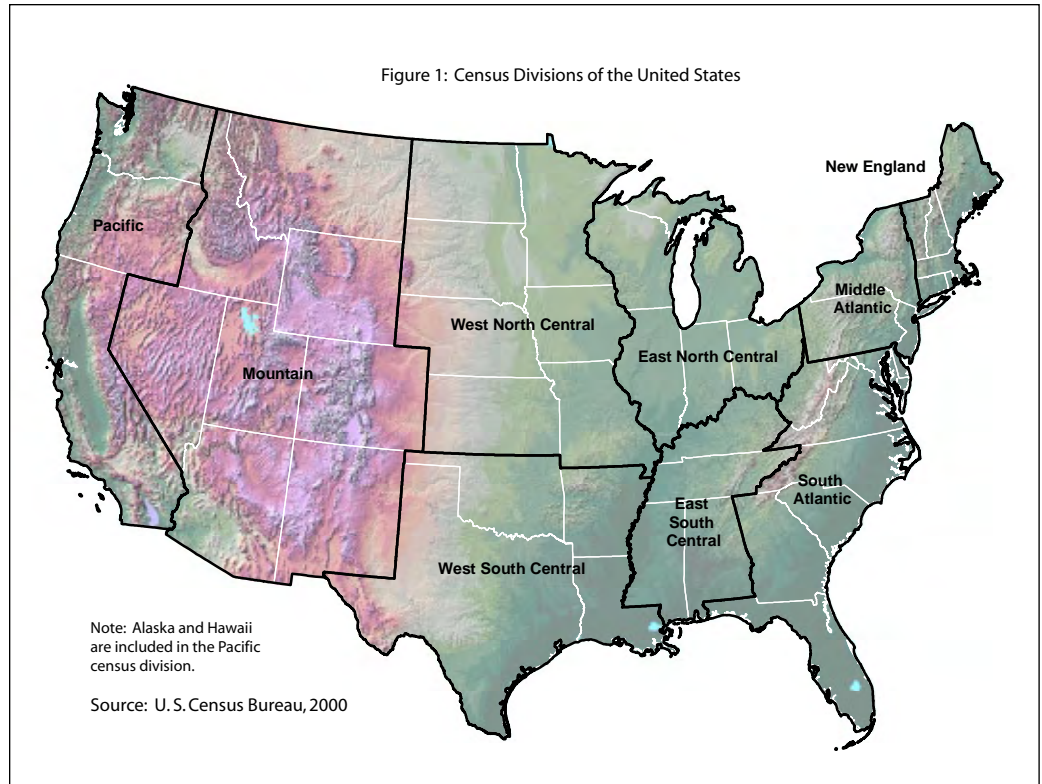 Figure 1: Census Divisions of the United States
New England
Pacific
Middle
Atlantic
West North Central
East North Central
Mountain
South
Atlantic
East
South
Central
West South Central
Note: Alaska and Hawaii
are included in the Pacific
census division.
Source: U. S. Census Bureau, 2000